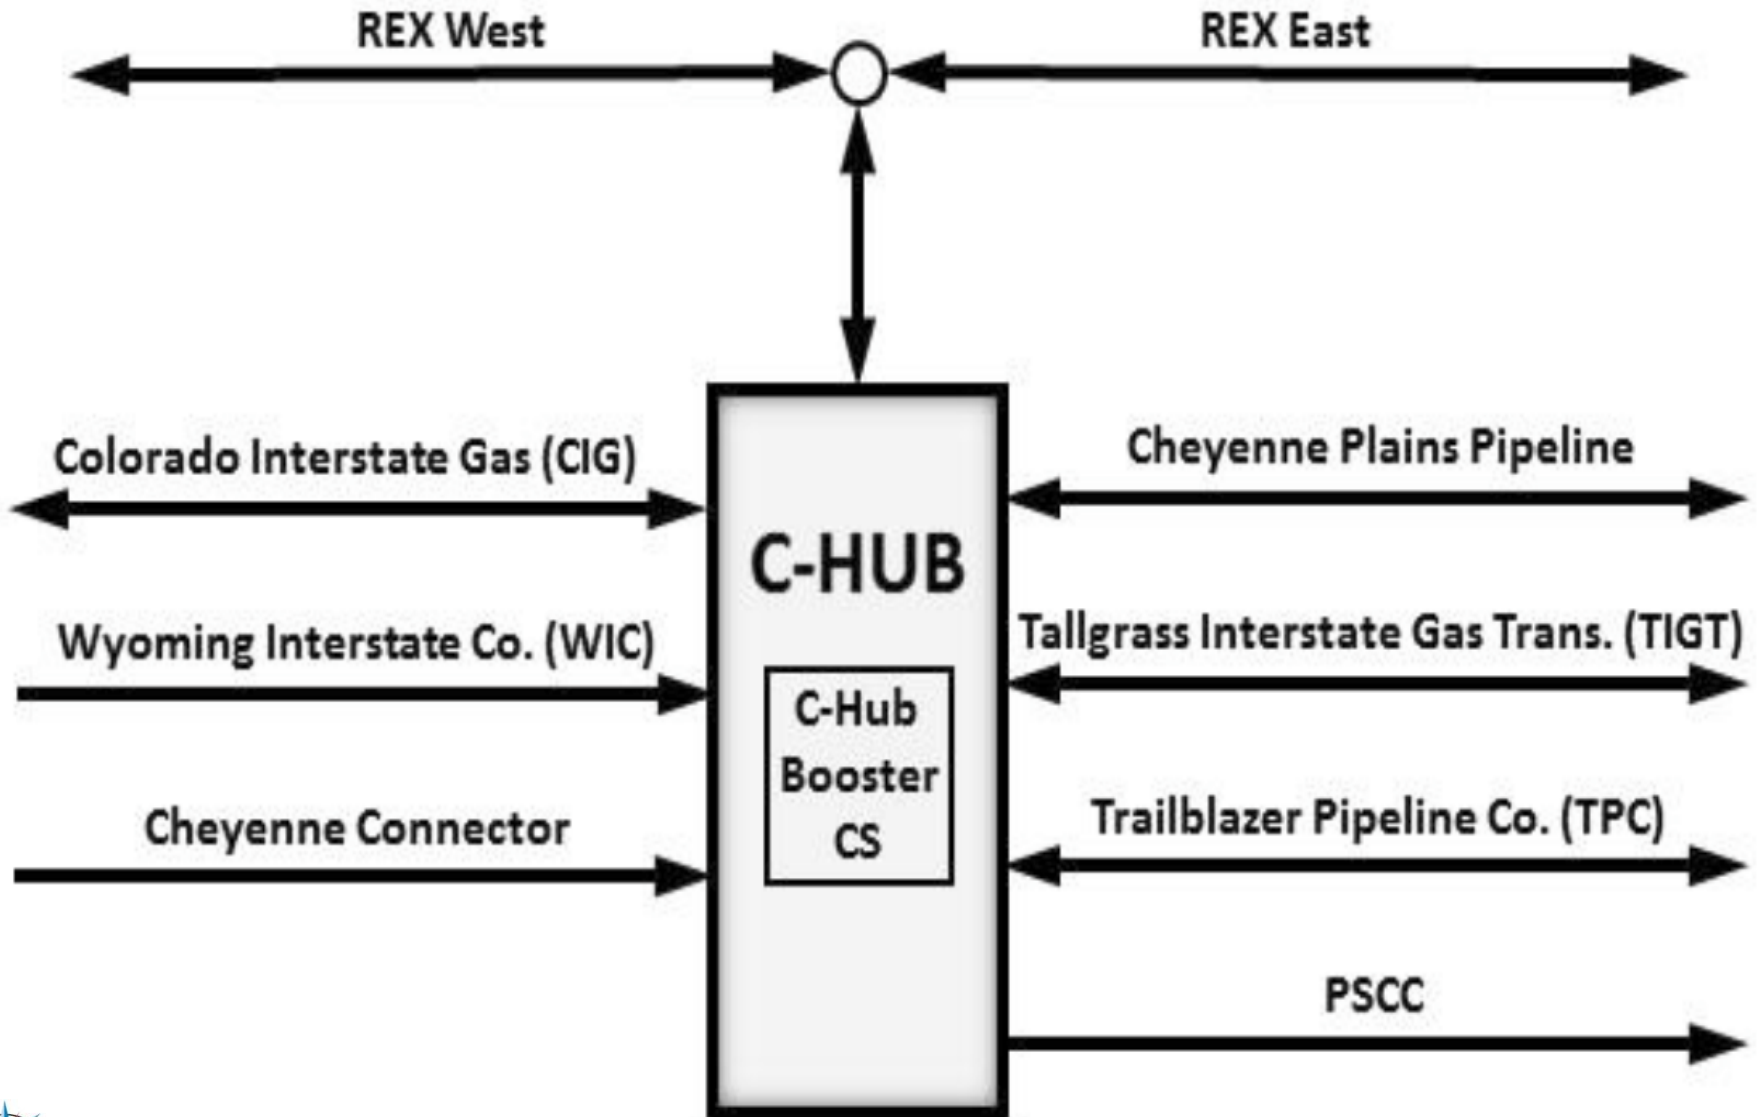 REX West
REX East
Colorado Interstate Gas (CIG)
Cheyenne Plains Pipeline
C-HUB
Wyoming Interstate Co. (WIC)
Tallgrass Interstate Gas Trans. (TIGT)
C-Hub
Booster
CS
Cheyenne Connector
Trailblazer Pipeline Co. (TPC)
PSCC